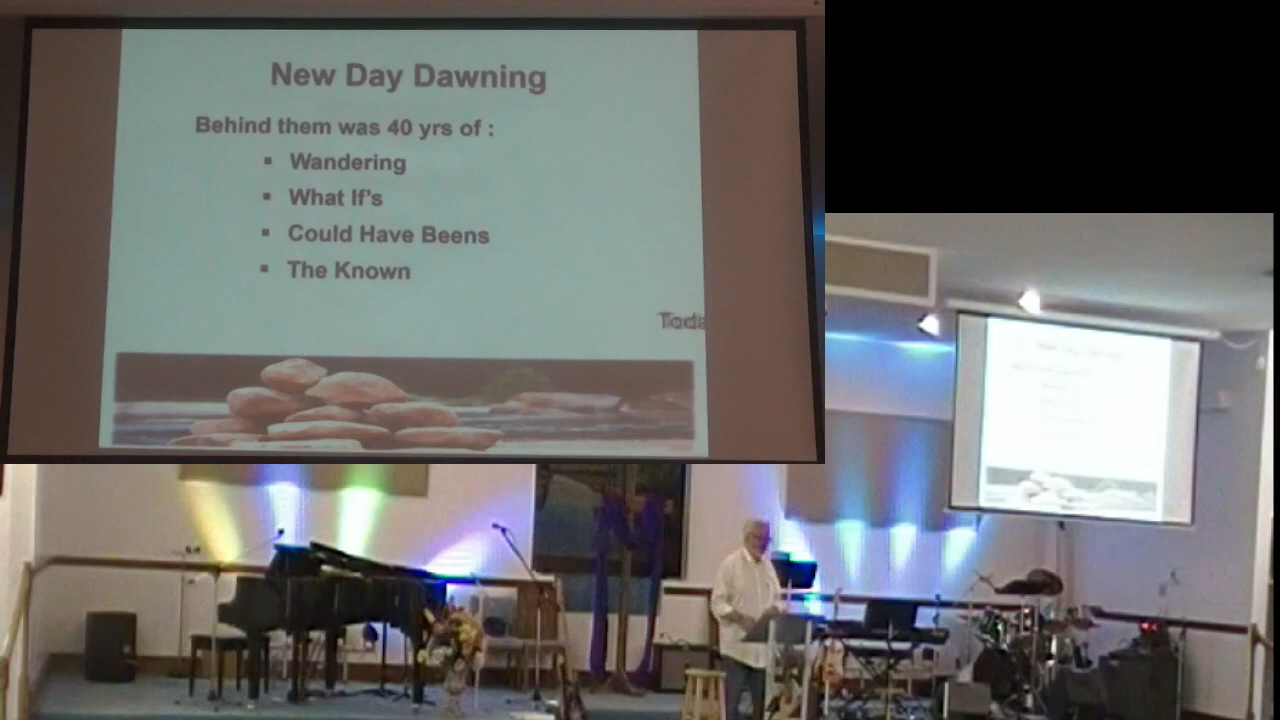 New Day Dawning
Behind them was 40 yrs of :
▪ Wandering
▪ What If’s
▪ Could Have Beens
▪ The Known